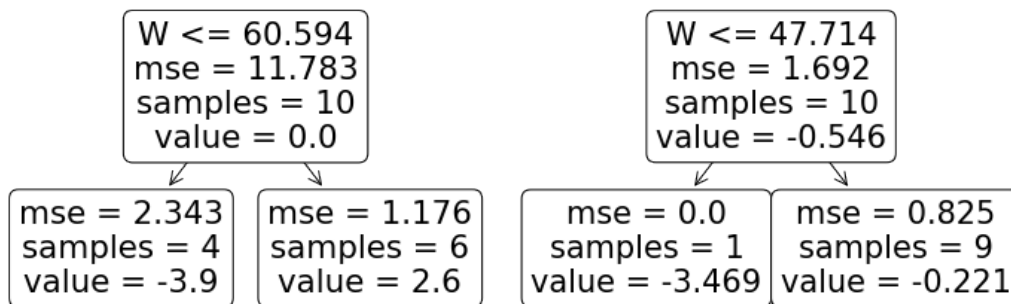 W <= 60.594
mse = 11.783
samples = 10
value = 0.0
mse = 2.343
samples = 4
value = -3.9
mse = 1.176
samples = 6
value = 2.6
W <= 47.714
mse = 1.692
samples = 10
value = -0.546
mse = 0.0
samples = 1
value = -3.469
mse = 0.825
samples = 9
value = -0.221